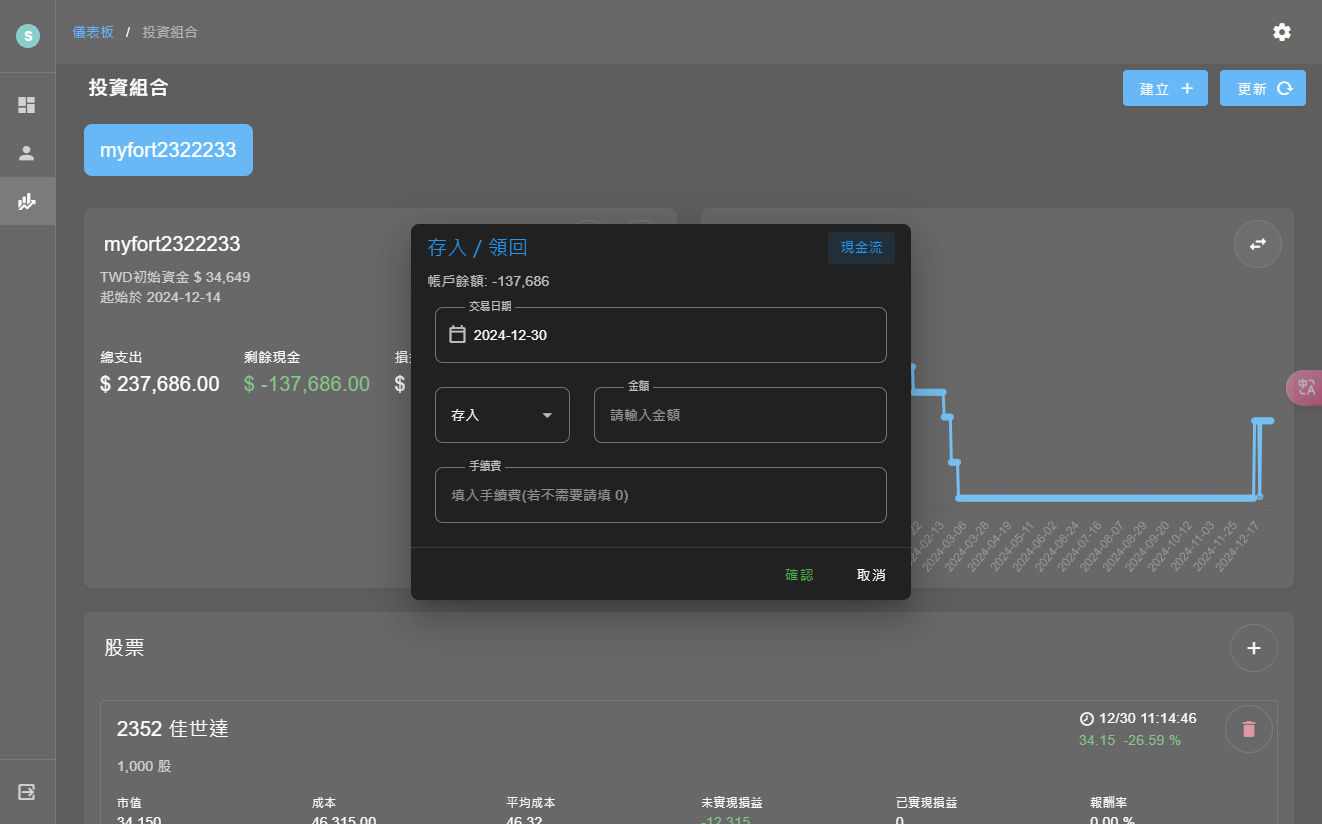 S
儀表板 / 投資組合
投資組合
建立 +
更新
myfort2322233
myfort2322233
TWD初始資金 $ 34,649
起始於 2024-12-14
總支出
$ 237,686.00
剩餘現金
$ -137,686.00
$
存入 / 領回
現金流
帳戶餘額: -137,686
交易日期
2024-12-30
存入
金額
請輸入金額
手續費
填入手續費(若不需要請填 0)
確認
取消
2024-02-13
2024-03-06
2024-03-28
2024-04-19
2024-05-11
2024-06-02
2024-06-24
2024-07-16
2024-08-07
2024-08-29
2024-09-20
2024-10-12
2024-11-03
2024-11-25
2024-12-17
股票
2352 佳世達
12/30 11:14:46
34.15 -26.59 %
1,000 股
市值
成本
平均成本
未實現損益
已實現損益
報酬率
34,150
46,315.00
46.32
-12,315
0
0.00 %